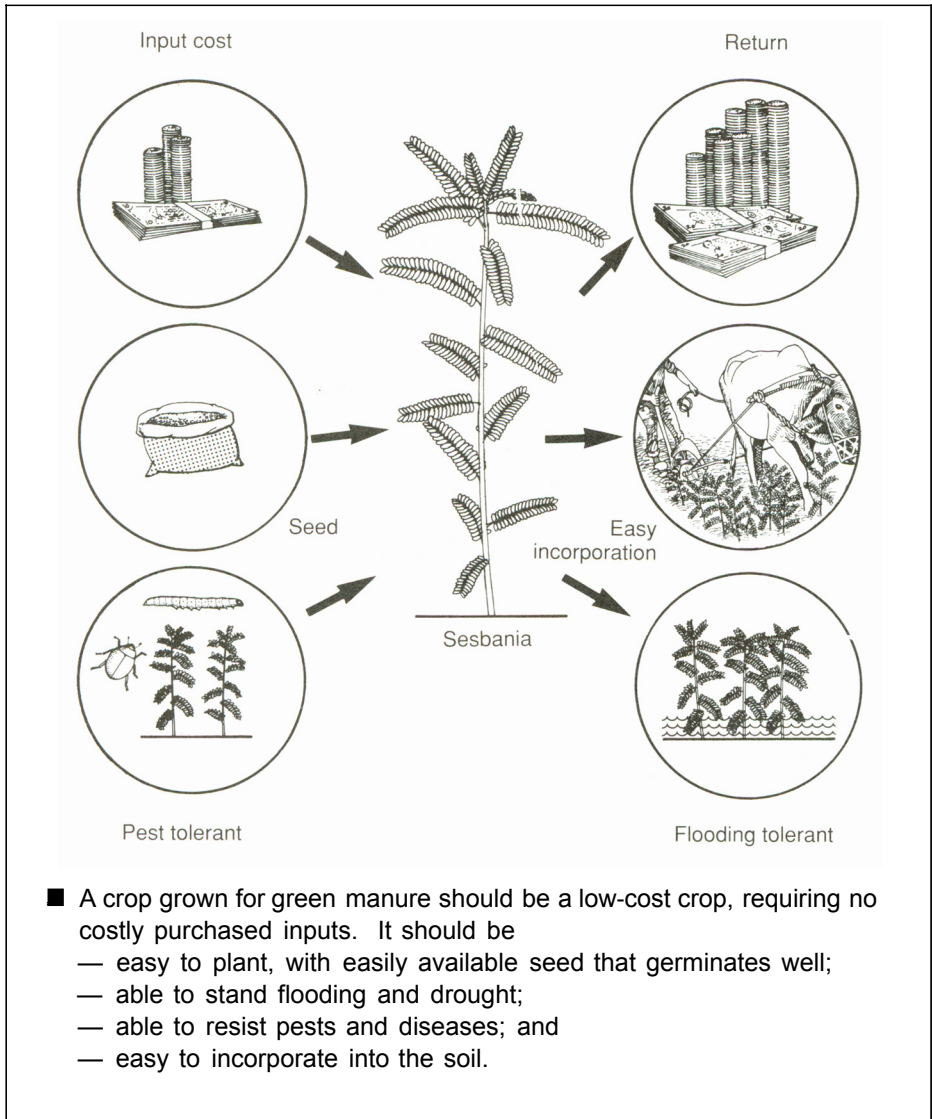 Input cost
Return
Seed
Easy
incorporation
Sesbania
Pest tolerant
Flooding tolerant
■ A crop grown for green manure should be a low-cost crop, requiring no
costly purchased inputs. It should be
— easy to plant, with easily available seed that germinates well;
— able to stand flooding and drought;
— able to resist pests and diseases; and
— easy to incorporate into the soil.